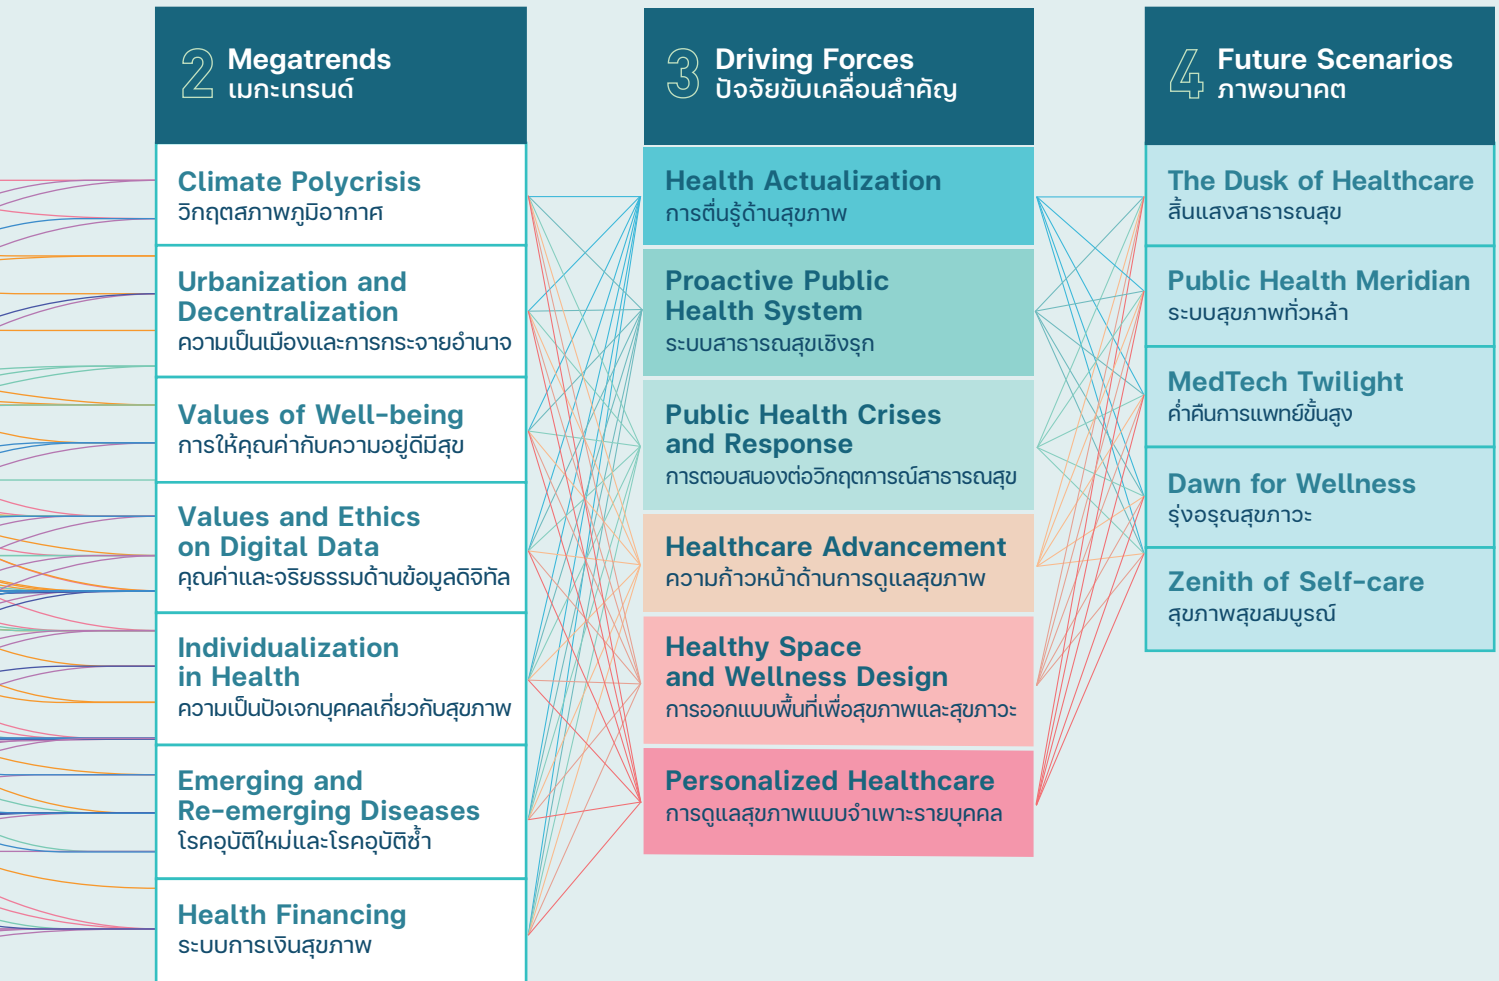 2 Megatrends
เมกะเทรนด์
Climate Polycrisis
วิกฤตสภาพภูมิอากาศ
Urbanization and
Decentralization
ความเป็นเมืองและการกระจายอำนาจ
Values of Well-being
การให้คุณค่ากับความอยู่ดีมีสุข
Values and Ethics
on Digital Data
คุณค่าและจริยธรรมด้านข้อมูลดิจิทัล
Individualization
in Health
ความเป็นปัจเจกบุคคลเกี่ยวกับสุขภาพ
Emerging and
Re-emerging Diseases
โรคอุบัติใหม่และโรคอุบัติซ้ำ
Health Financing
ระบบการเงินสุขภาพ
3 Driving Forces
ปัจจัยขับเคลื่อนสำคัญ
Health Actualization
การตื่นรู้ด้านสุขภาพ
Proactive Public
Health System
ระบบสาธารณสุขเชิงรุก
Public Health Crises
and Response
การตอบสนองต่อวิกฤตการณ์สาธารณสุข
Healthcare Advancement
ความก้าวหน้าด้านการดูแลสุขภาพ
Healthy Space
and Wellness Design
การออกแบบพื้นที่เพื่อสุขภาพและสุขภาวะ
Personalized Healthcare
การดูแลสุขภาพแบบจำเพาะรายบุคคล
4 Future Scenarios
ภาพอนาคต
The Dusk of Healthcare
สิ้นแสงสาธารณสุข
Public Health Meridian
ระบบสุขภาพทั่วหล้า
MedTech Twilight
ค่ำคืนการแพทย์ขั้นสูง
Dawn for Wellness
รุ่งอรุณสุขภาวะ
Zenith of Self-care
สุขภาพสุขสมบูรณ์